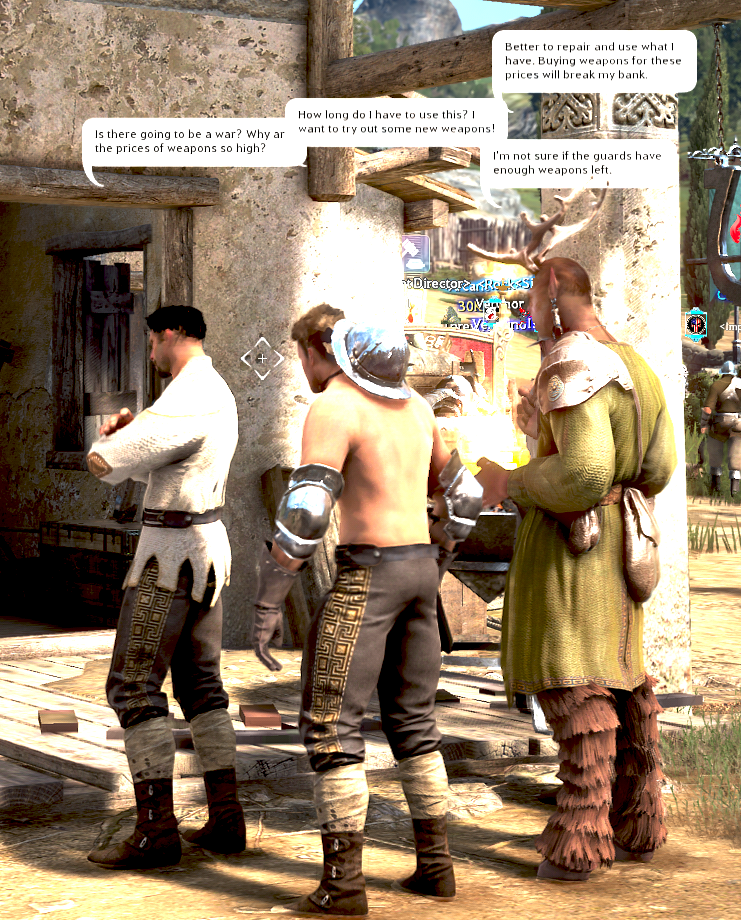 Better to repair and use what I
have. Buying weapons for these
prices will break my bank.
How long do I have to use this? I
want to try out some new weapons!
Is there going to be a war? Why ar
the prices of weapons so high?
I'm not sure if the guards have
enough weapons left.